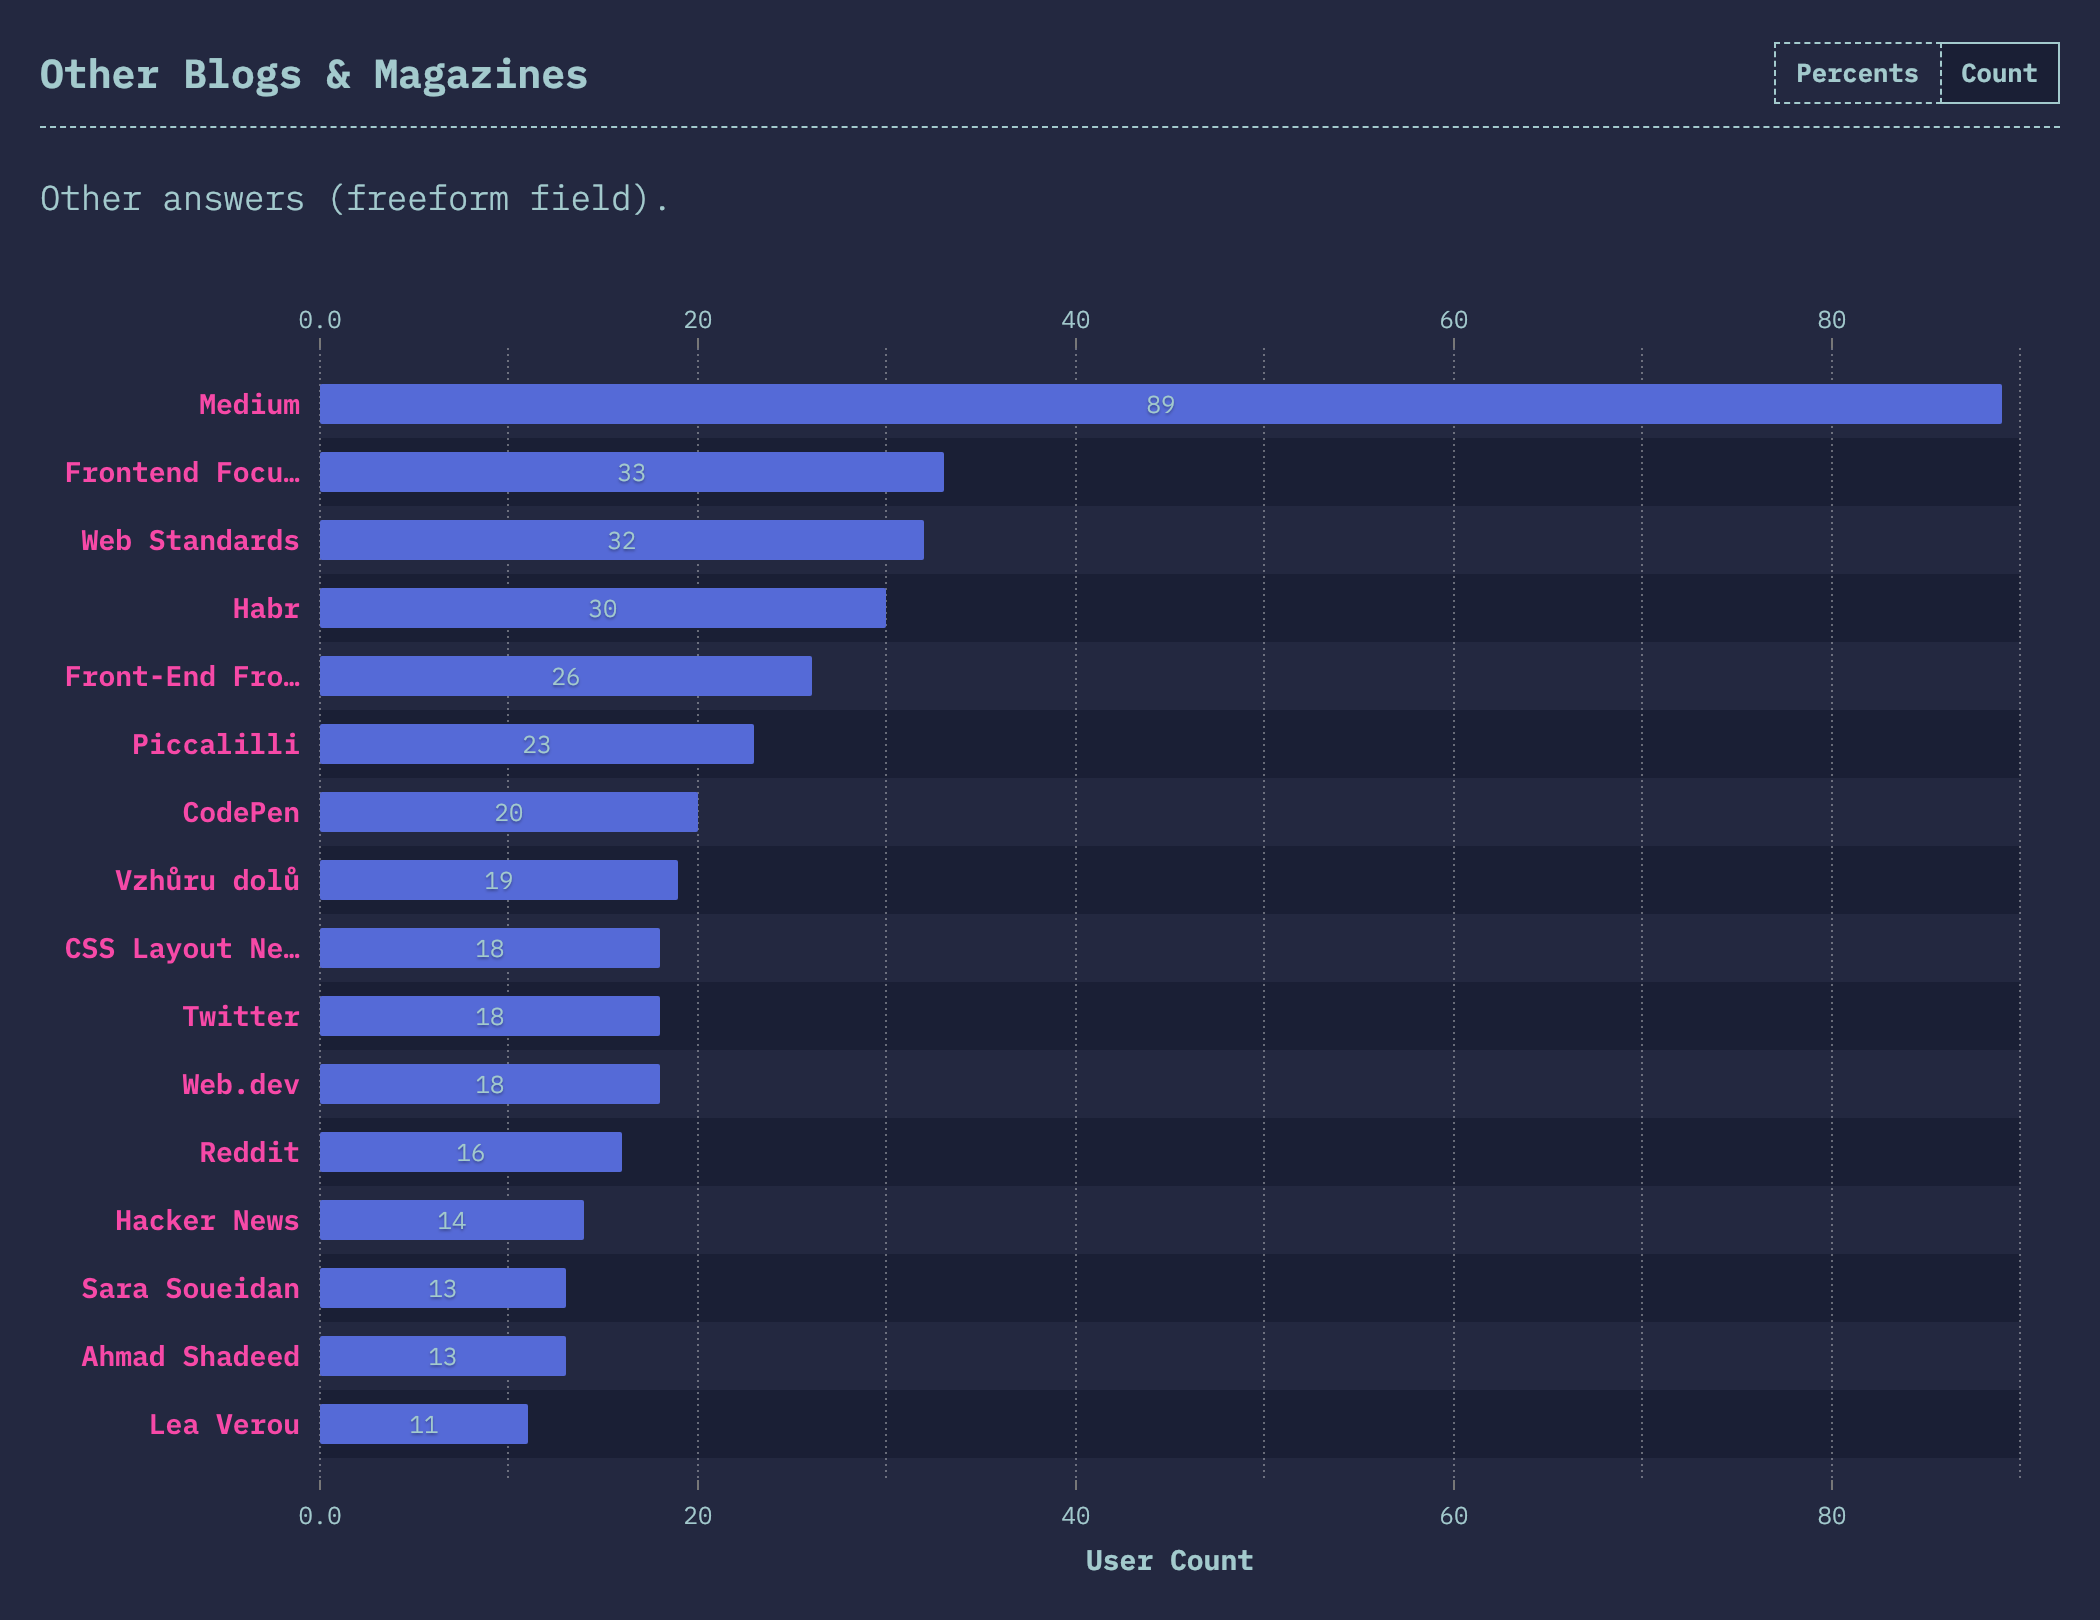 Other Blogs & Magazines
Percents Count
Other answers (freeform field).
0.0 20 40 60 80
Medium 89
Frontend Focu… 33
Web Standards 32
Habr 30
Front-End Fro… 26
Piccalilli 23
CodePen 20
Vzhůru dolů 19
CSS Layout Ne… 18
Twitter 18
Web.dev 18
Reddit 16
Hacker News 14
Sara Soueidan 13
Ahmad Shadeed 13
Lea Verou 11
0.0 20 40 60 80
User Count